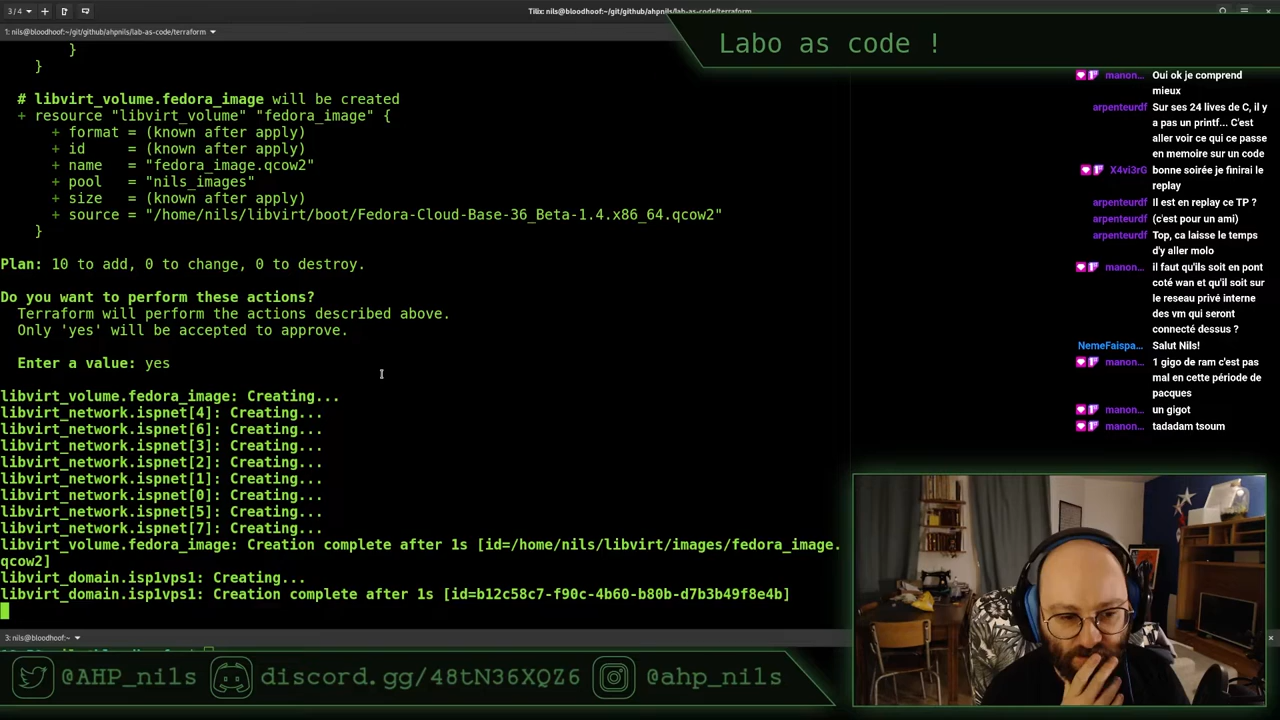 3/4
Tilix: nils@bloodhoof:~/git/github/ahpnils/lab-as-code/terraform
1: nils@bloodhoof:~/git/github/ahpnils/lab-as-code/terraform
Labo as code !
}
}
# libvirt_volume.fedora_image will be created
+ resource "libvirt_volume" "fedora_image" {
+ format = (known after apply)
+ id     = (known after apply)
+ name   = "fedora_image.qcow2"
+ pool   = "nils_images"
+ size   = (known after apply)
+ source = "/home/nils/libvirt/boot/Fedora-Cloud-Base-36_Beta-1.4.x86_64.qcow2"
}
Plan: 10 to add, 0 to change, 0 to destroy.
Do you want to perform these actions?
Terraform will perform the actions described above.
Only 'yes' will be accepted to approve.
Enter a value: yes
libvirt_volume.fedora_image: Creating...
libvirt_network.ispnet[4]: Creating...
libvirt_network.ispnet[6]: Creating...
libvirt_network.ispnet[3]: Creating...
libvirt_network.ispnet[2]: Creating...
libvirt_network.ispnet[1]: Creating...
libvirt_network.ispnet[0]: Creating...
libvirt_network.ispnet[5]: Creating...
libvirt_network.ispnet[7]: Creating...
libvirt_volume.fedora_image: Creation complete after 1s [id=/home/nils/libvirt/images/fedora_image.
qcow2]
libvirt_domain.isp1vps1: Creating...
libvirt_domain.isp1vps1: Creation complete after 1s [id=b12c58c7-f90c-4b60-b80b-d7b3b49f8e4b]
3: nils@bloodhoof:~
manon... Oui ok je comprend
mieux
arpenteurdf Sur ses 24 lives de C, il y
a pas un printf... C'est
aller voir ce qui ce passe
en memoire sur un code
X4vi3rG bonne soirée je finirai le
replay
arpenteurdf Il est en replay ce TP ?
arpenteurdf (c'est pour un ami)
arpenteurdf Top, ca laisse le temps
d'y aller molo
manon... il faut qu'ils soit en pont
coté wan et qu'il soit sur
le reseau privé interne
des vm qui seront
connecté dessus ?
NemeFaispa... Salut Nils!
manon... 1 gigo de ram c'est pas
mal en cette période de
pacques
manon... un gigot
manon... tadadam tsoum
@AHP_nils
discord.gg/48tN36XQZ6
@ahp_nils